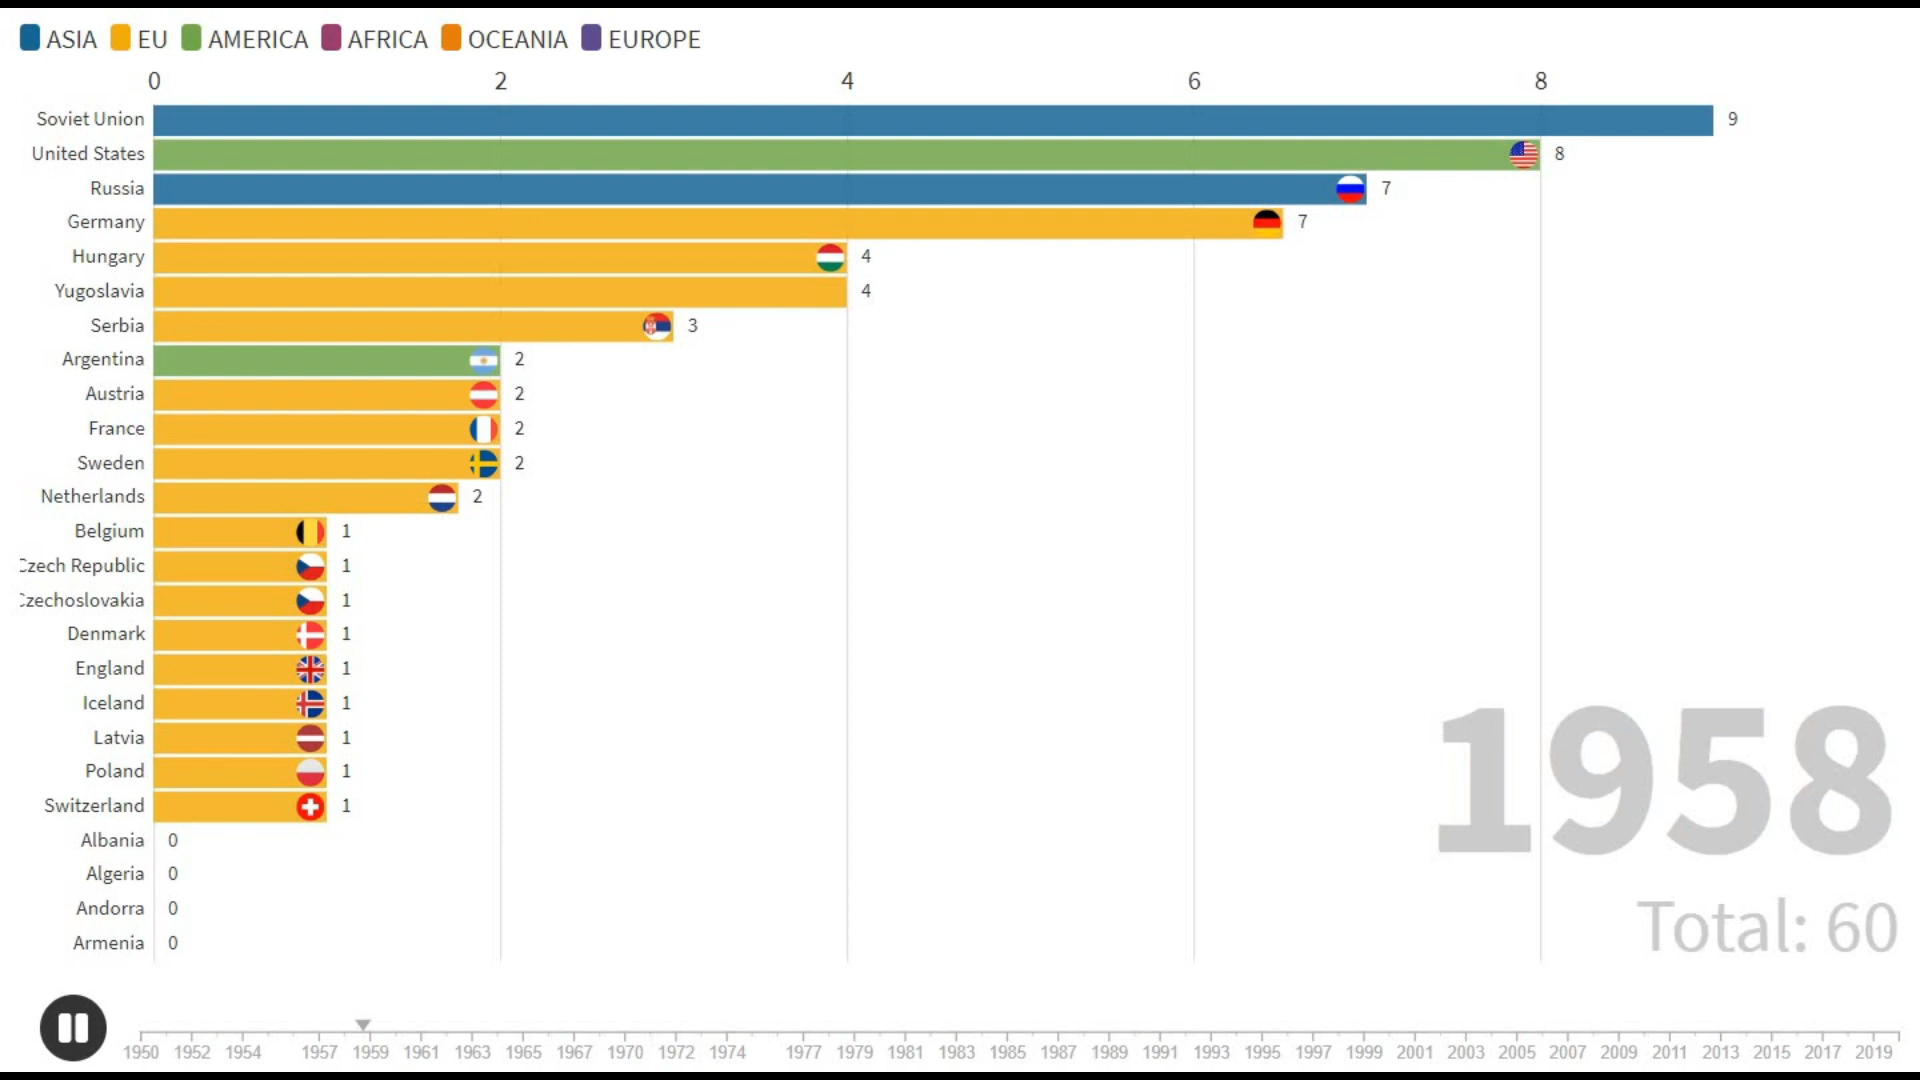 ASIA EU AMERICA AFRICA OCEANIA EUROPE
0 2 4 6 8
Soviet Union 9
United States 8
Russia 7
Germany 7
Hungary 4
Yugoslavia 4
Serbia 3
Argentina 2
Austria 2
France 2
Sweden 2
Netherlands 2
Belgium 1
Czech Republic 1
Czechoslovakia 1
Denmark 1
England 1
Iceland 1
Latvia 1
Poland 1
Switzerland 1
Albania 0
Algeria 0
Andorra 0
Armenia 0
1958
Total: 60
1950 1952 1954 1957 1959 1961 1963 1965 1967 1970 1972 1974 1977 1979 1981 1983 1985 1987 1989 1991 1993 1995 1997 1999 2001 2003 2005 2007 2009 2011 2013 2015 2017 2019